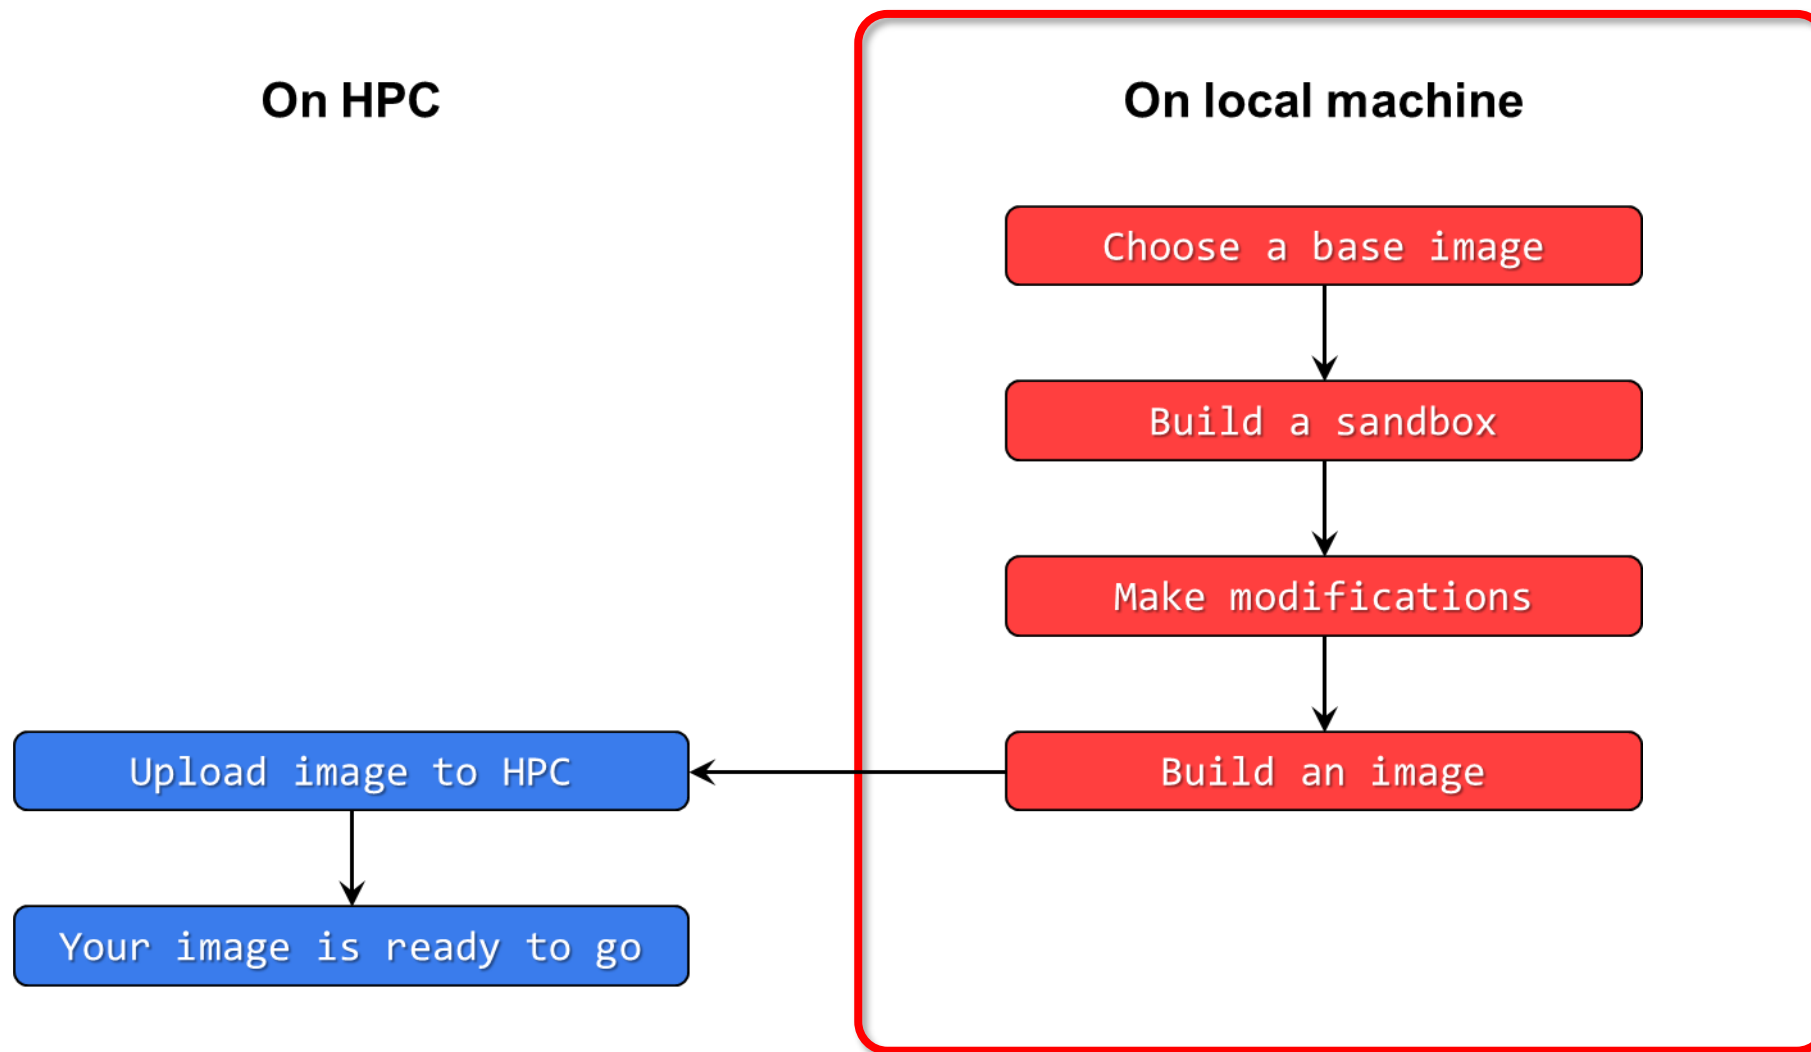 On HPC
On local machine
Choose a base image
Build a sandbox
Make modifications
Build an image
Upload image to HPC
Your image is ready to go